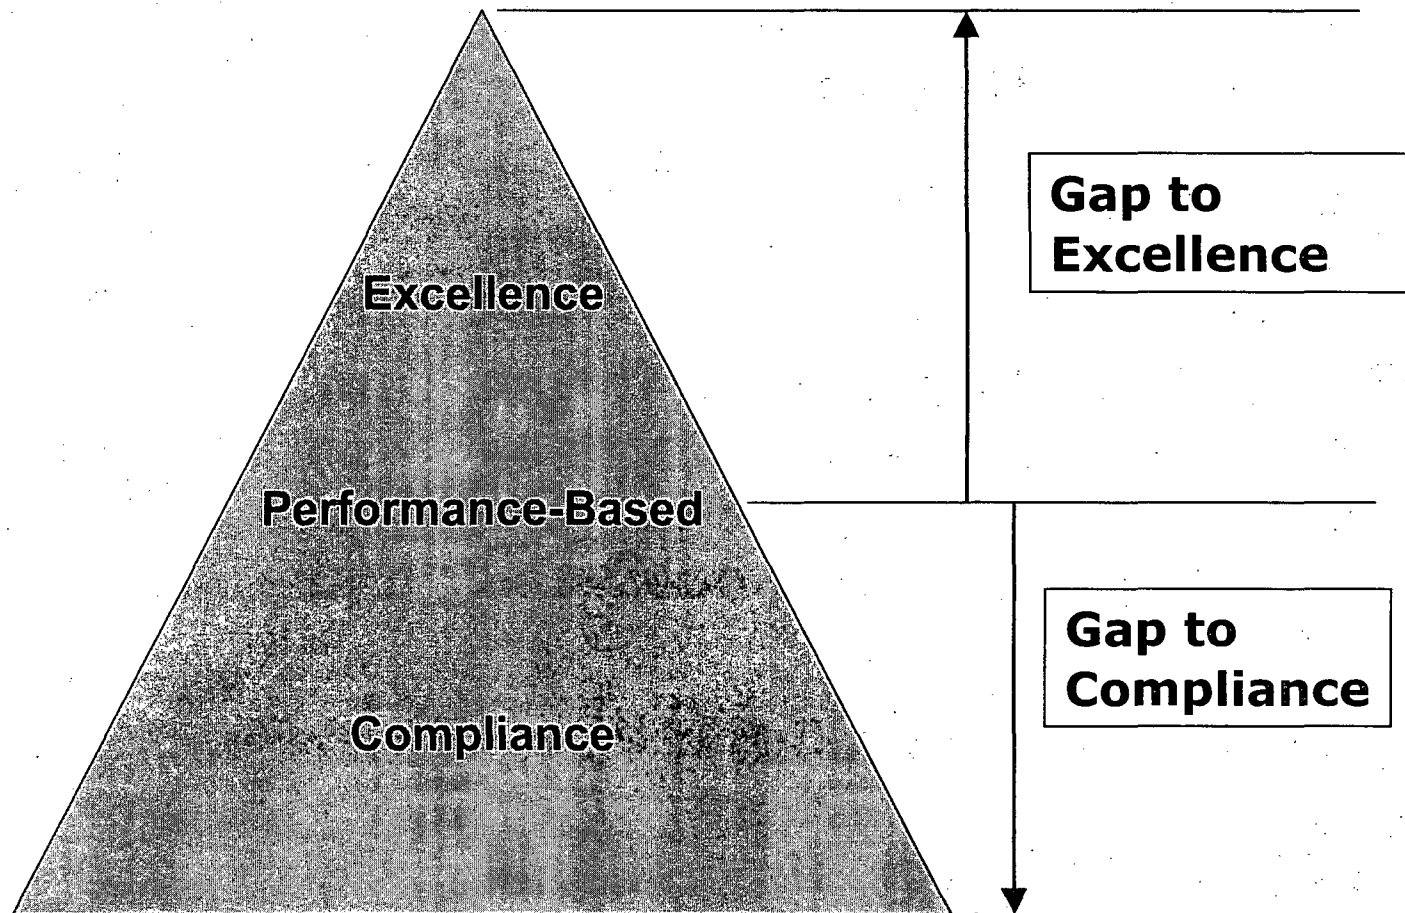 Gap to
Excellence
Excellence
Performance-Based
Gap to
Compliance
Compliance